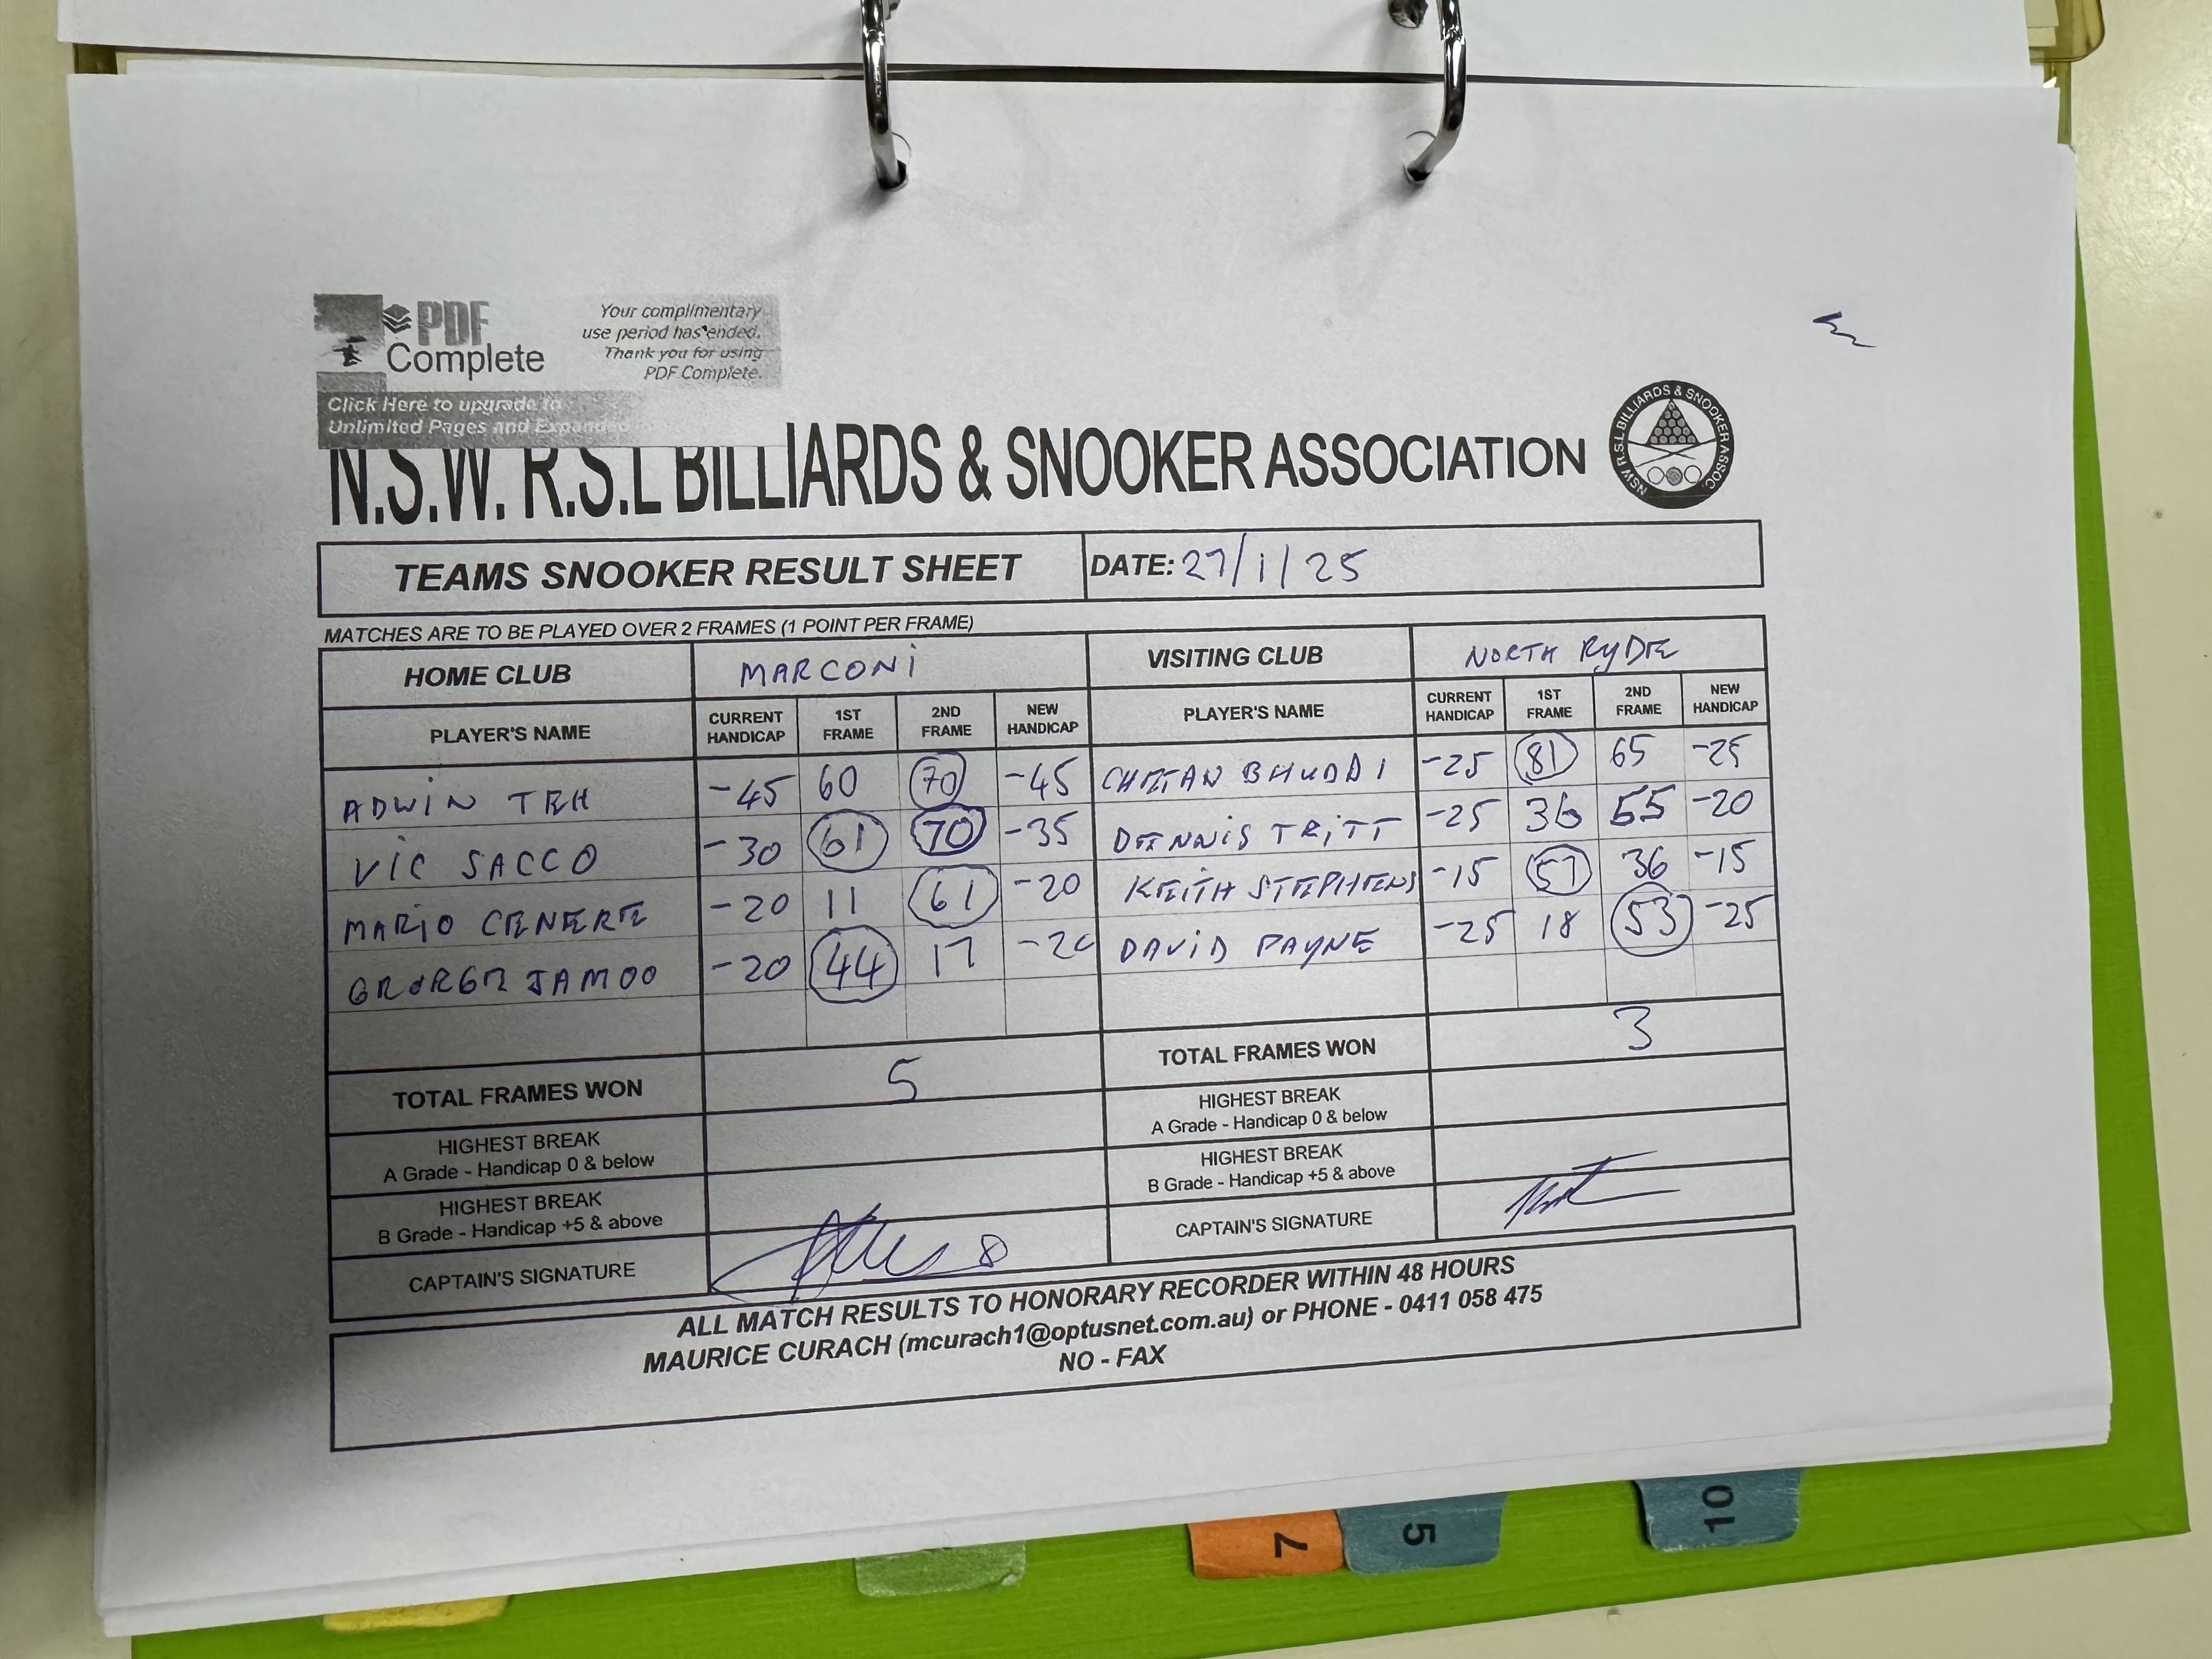 PDF Complete
Your complimentary
use period has ended.
Thank you for using
PDF Complete.
Click Here to upgrade to
Unlimited Pages and Expanded
N.S.W. R.S.L BILLIARDS & SNOOKER ASSOCIATION
NSW R.S.L BILLIARDS & SNOOKER ASSOC.
TEAMS SNOOKER RESULT SHEET DATE: 27/1/25
MATCHES ARE TO BE PLAYED OVER 2 FRAMES (1 POINT PER FRAME)
HOME CLUB MARCONI VISITING CLUB NORTH RYDE
PLAYER'S NAME CURRENT HANDICAP 1ST FRAME 2ND FRAME NEW HANDICAP PLAYER'S NAME CURRENT HANDICAP 1ST FRAME 2ND FRAME NEW HANDICAP
ADWIN TEH -45 60 70 -45 CHETAN BHUDDI -25 81 65 -25
VIC SACCO -30 61 70 -35 DENNIS TRITT -25 36 55 -20
MARIO CENERE -20 11 61 -20 KEITH STEPHENS -15 57 36 -15
GEORGE JAMOO -20 44 17 -20 DAVID PAYNE -25 18 53 -25
TOTAL FRAMES WON 5 TOTAL FRAMES WON 3
HIGHEST BREAK
A Grade - Handicap 0 & below
HIGHEST BREAK
A Grade - Handicap 0 & below
HIGHEST BREAK
B Grade - Handicap +5 & above
HIGHEST BREAK
B Grade - Handicap +5 & above
CAPTAIN'S SIGNATURE CAPTAIN'S SIGNATURE
ALL MATCH RESULTS TO HONORARY RECORDER WITHIN 48 HOURS
MAURICE CURACH (mcurach1@optusnet.com.au) or PHONE - 0411 058 475
NO - FAX
7
5
10